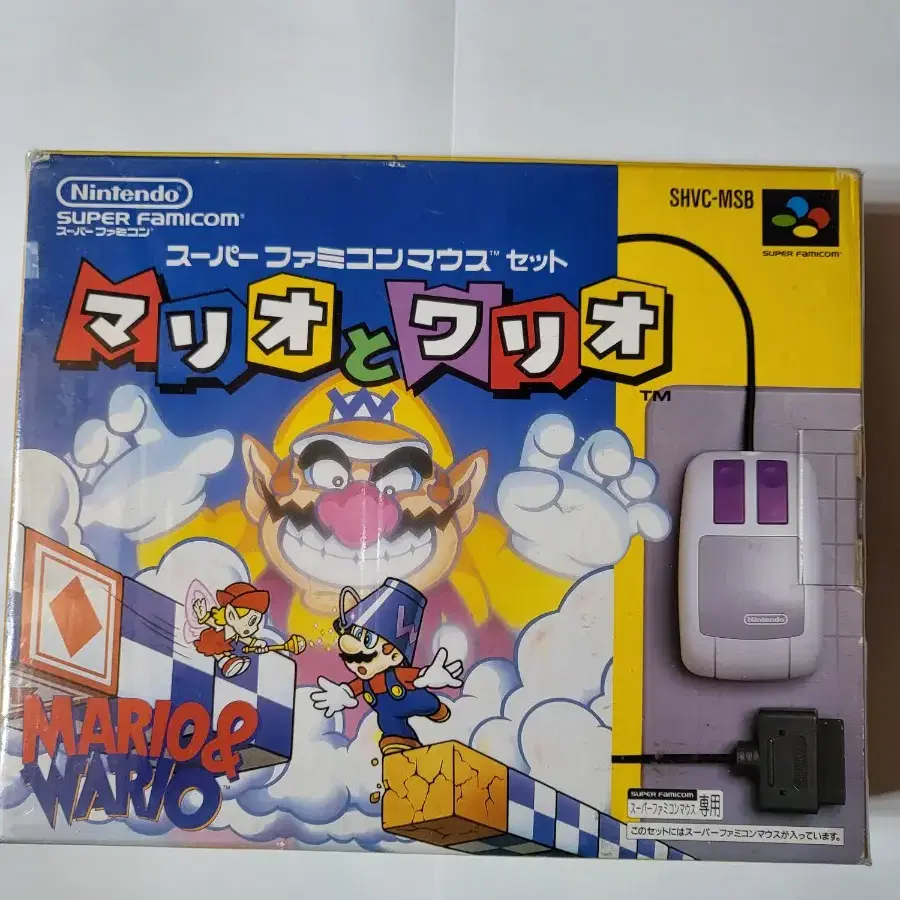 Nintendo®
SUPER FAMICOM®
スーパーファミコン®
SHVC-MSB
SUPER FAMICOM®
スーパーファミコンマウス™ セット
マリオとワリオ
TM
W
W
Nintendo
MARIO&
WARIO™
SUPER FAMICOM
スーパーファミコンマウス 専用
このセットにはスーパーファミコンマウスが入っています。